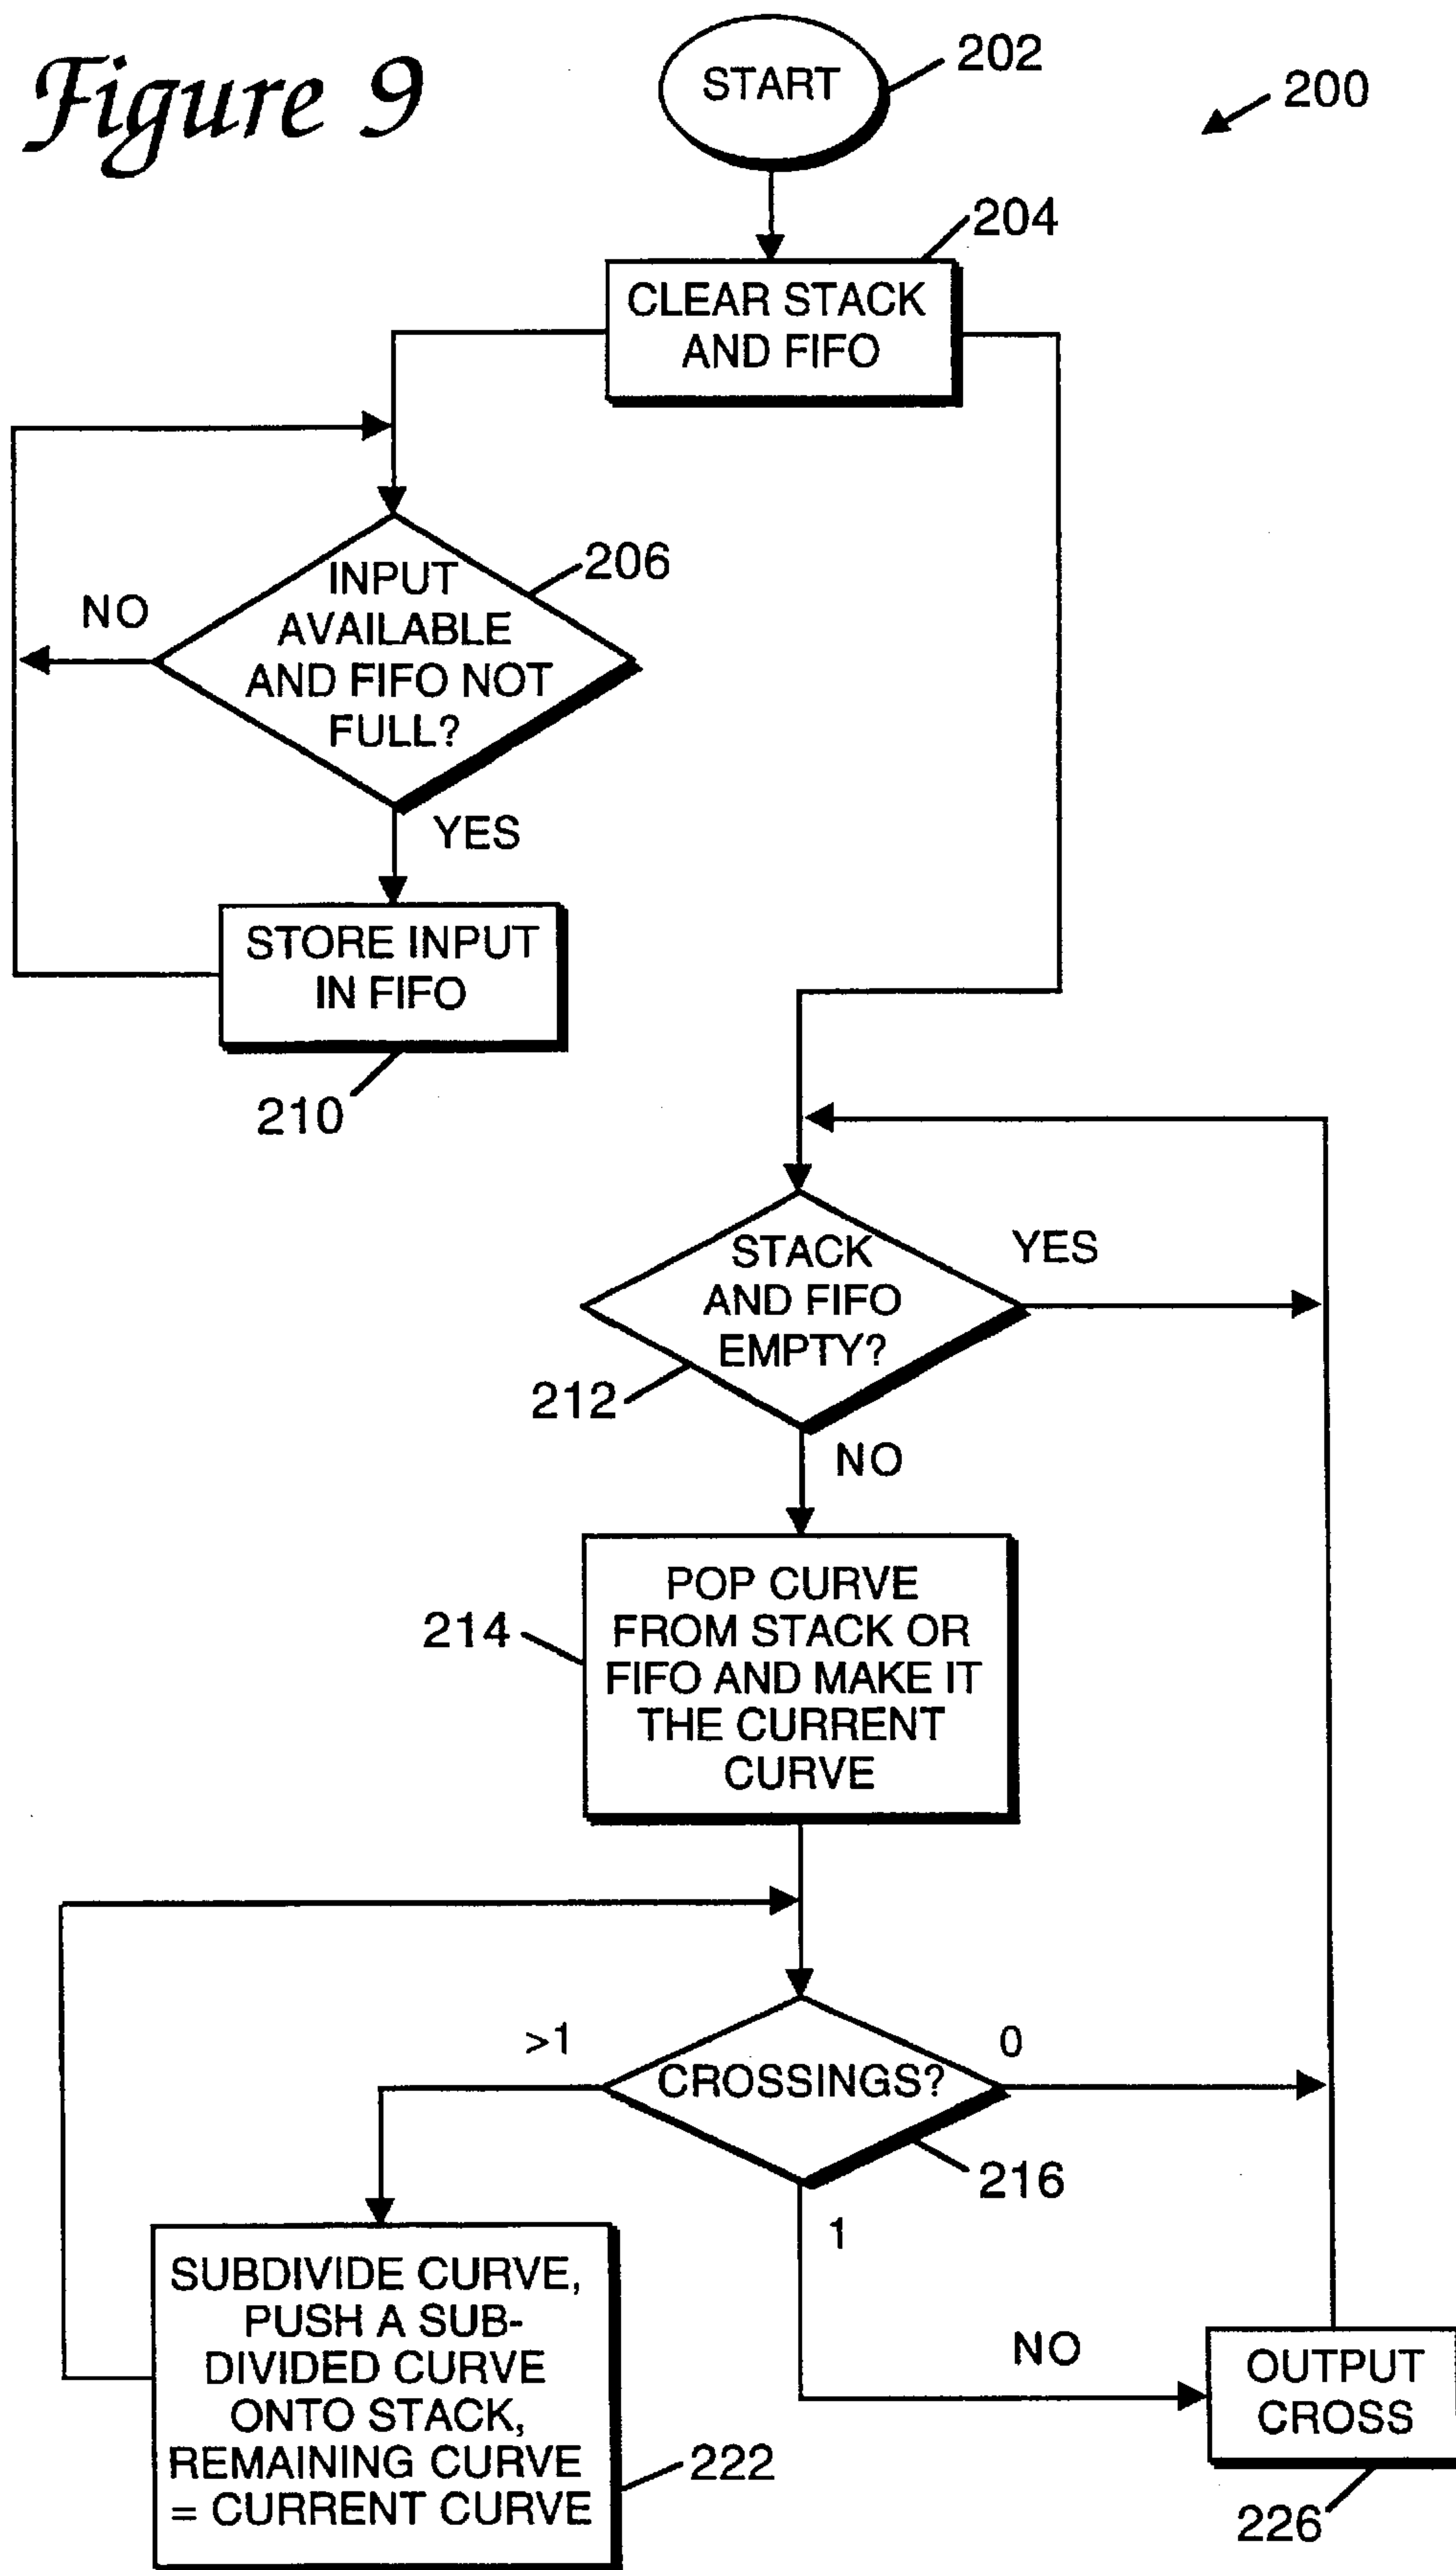 Figure 9
START
202
200
204
CLEAR STACK
AND FIFO
206
INPUT
AVAILABLE
AND FIFO NOT
FULL?
NO
YES
STORE INPUT
IN FIFO
210
STACK
AND FIFO
EMPTY?
YES
212
NO
POP CURVE
FROM STACK OR
FIFO AND MAKE IT
THE CURRENT
CURVE
214
>1
0
CROSSINGS?
216
1
SUBDIVIDE CURVE,
PUSH A SUB-
DIVIDED CURVE
ONTO STACK,
REMAINING CURVE
= CURRENT CURVE
222
NO
OUTPUT
CROSS
226